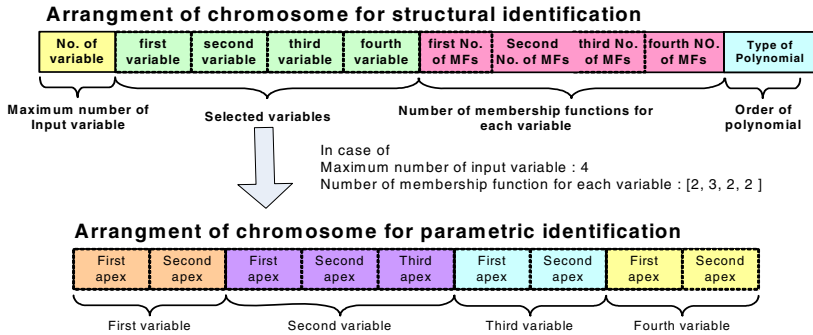 Arrangment of chromosome for structural identification
No. of variable
first variable
second variable
third variable
fourth variable
first No. of MFs
Second No. of MFs
third No. of MFs
fourth NO. of MFs
Type of Polynomial
Maximum number of Input variable
Selected variables
Number of membership functions for each variable
Order of polynomial
In case of
Maximum number of input variable : 4
Number of membership function for each variable : [2, 3, 2, 2 ]
Arrangment of chromosome for parametric identification
First apex
Second apex
First apex
Second apex
Third apex
First apex
Second apex
First apex
Second apex
First variable
Second variable
Third variable
Fourth variable